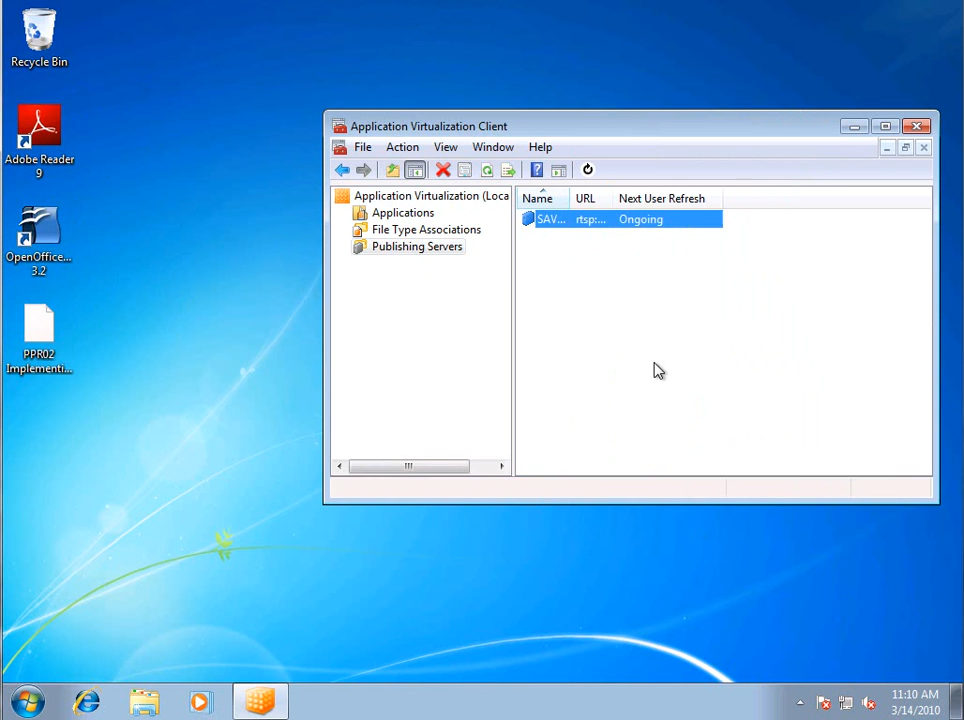 Recycle Bin
Adobe Reader
9
OpenOffice...
3.2
PPR02
Implementi...
Application Virtualization Client
File Action View Window Help
Application Virtualization (Loca
Applications
File Type Associations
Publishing Servers
Name URL Next User Refresh
SAV... rtsp:... Ongoing
11:10 AM
3/14/2010